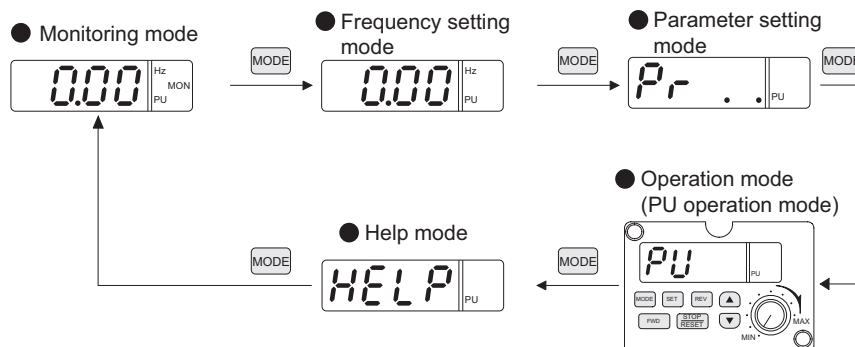 ● Monitoring mode
0.00 Hz MON PU
MODE
● Frequency setting
mode
0.00 Hz PU
MODE
● Parameter setting
mode
Pr . . PU
MODE
● Operation mode
(PU operation mode)
PU PU
MODE SET REV ▲
FWD STOP/RESET ▼
MIN MAX
MODE
● Help mode
HELP PU
MODE